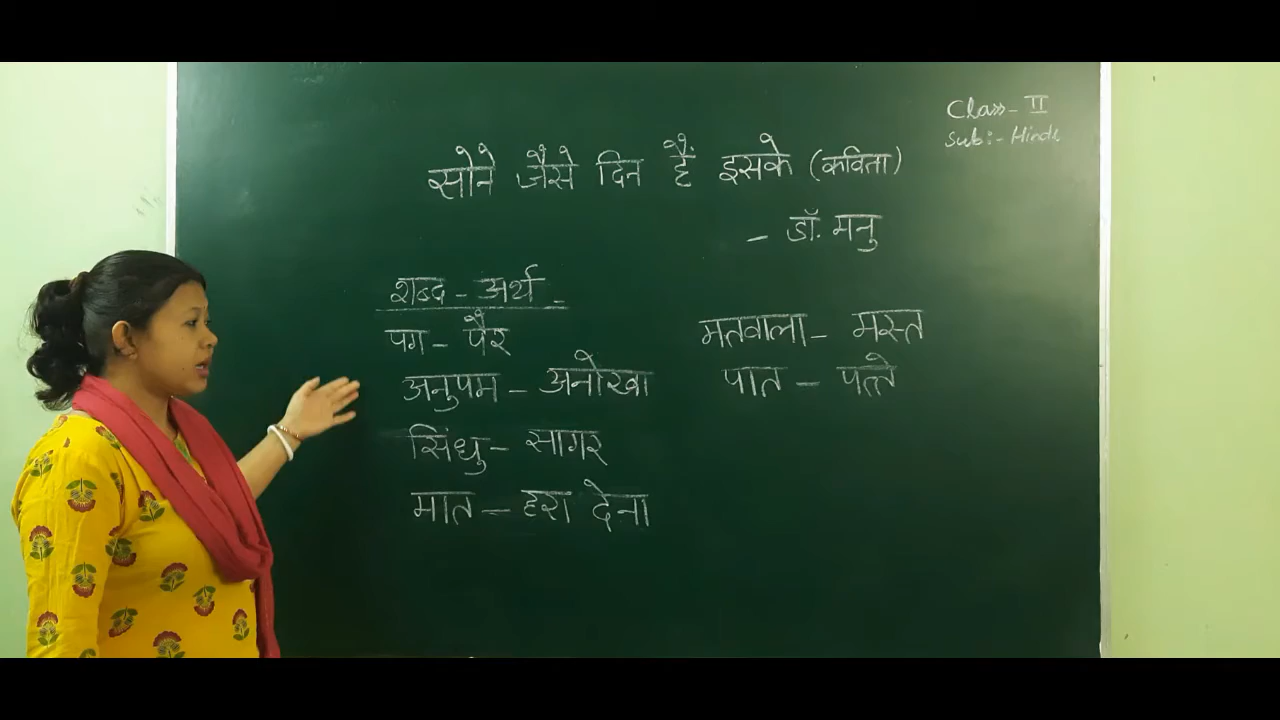 Class - II
Sub:- Hindi
सोने जैसे दिन हैं इसके (कविता)
- डॉ. मनु
शब्द - अर्थ -
पग - पैर
अनुपम - अनोखा
सिंधु - सागर
मात - हरा देना
मतवाला - मस्त
पात - पत्ते